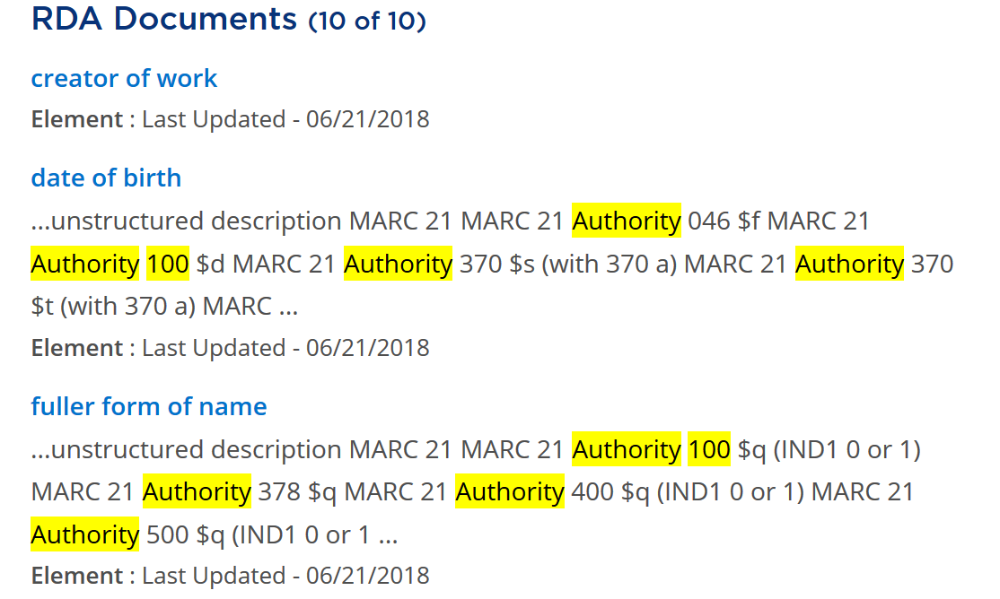 RDA Documents (10 of 10)
creator of work
Element : Last Updated - 06/21/2018
date of birth
...unstructured description MARC 21 MARC 21 Authority 046 $f MARC 21
Authority 100 $d MARC 21 Authority 370 $s (with 370 a) MARC 21 Authority 370
$t (with 370 a) MARC ...
Element : Last Updated - 06/21/2018
fuller form of name
...unstructured description MARC 21 MARC 21 Authority 100 $q (IND1 0 or 1)
MARC 21 Authority 378 $q MARC 21 Authority 400 $q (IND1 0 or 1) MARC 21
Authority 500 $q (IND1 0 or 1 ...
Element : Last Updated - 06/21/2018